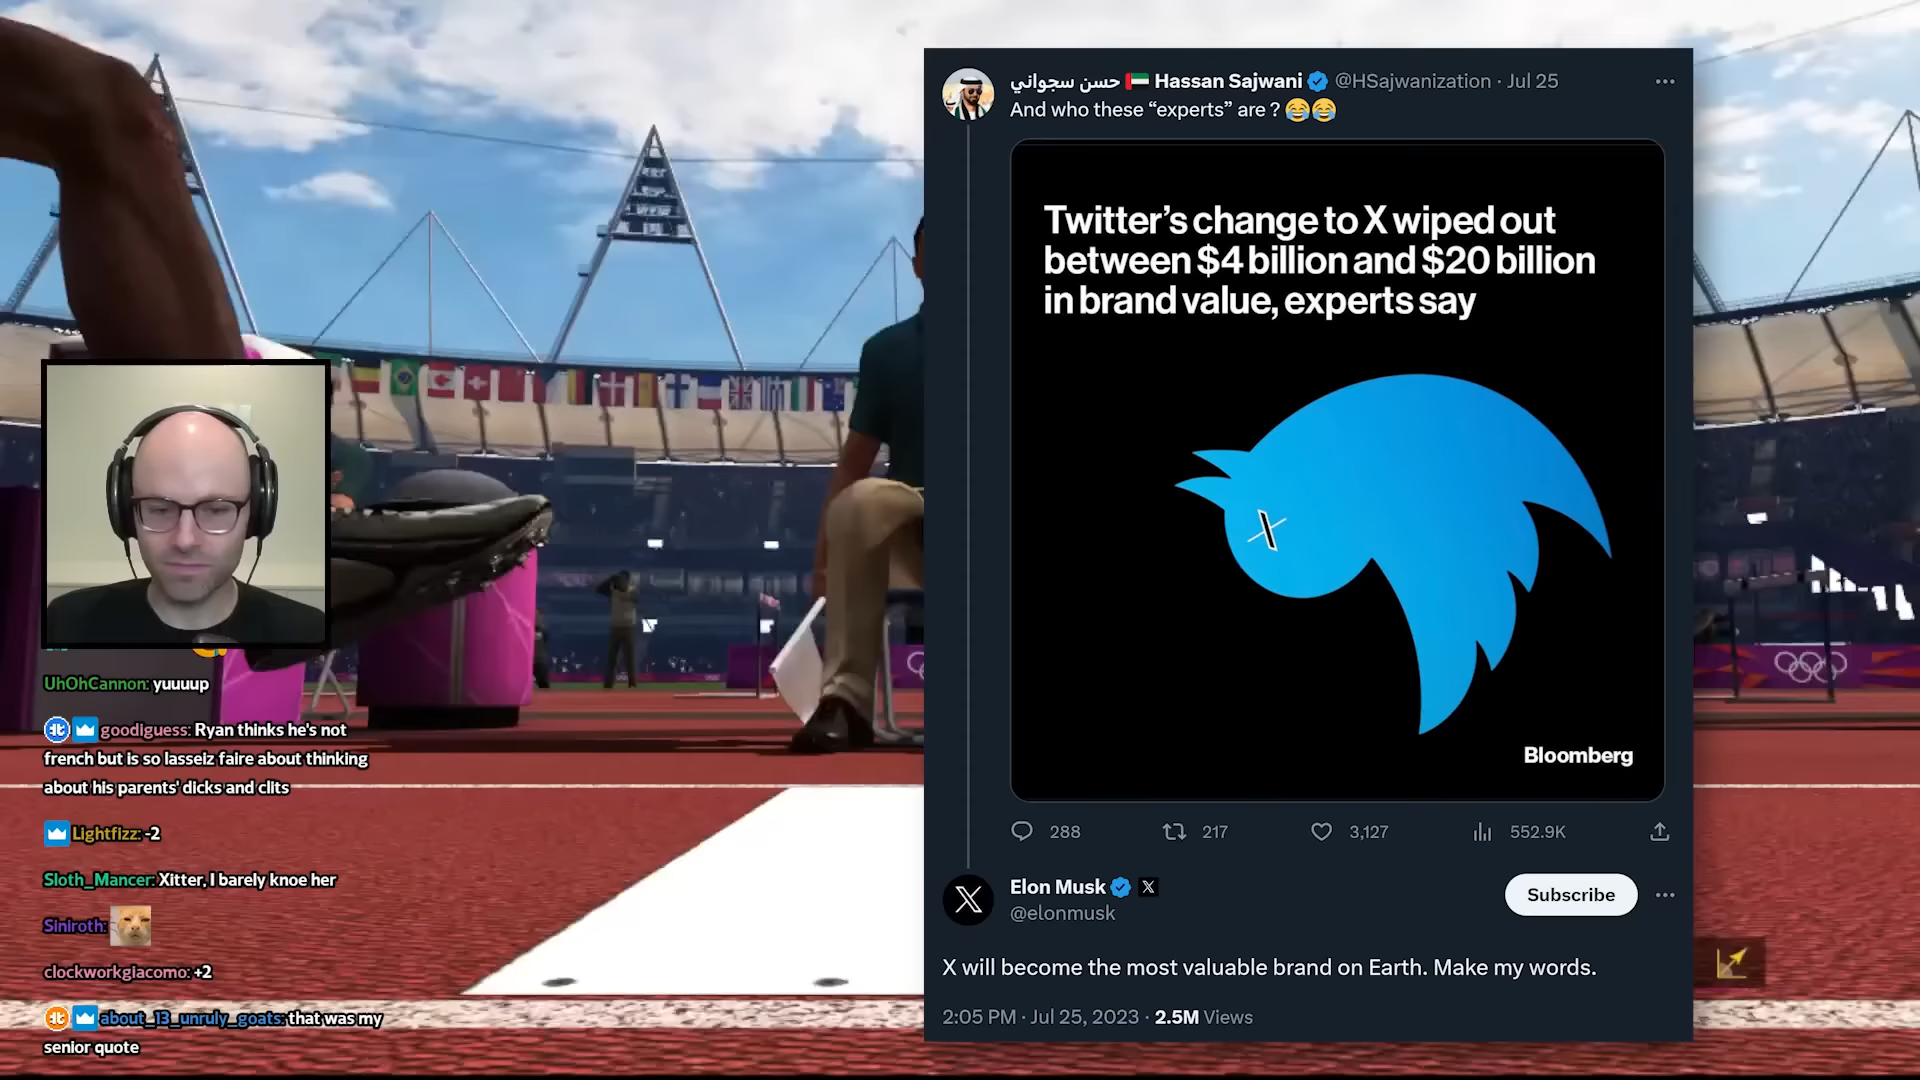 حسن سجواني 🇦🇪 Hassan Sajwani @HSajwanization · Jul 25
And who these “experts” are ? 😂😂
Twitter’s change to X wiped out
between $4 billion and $20 billion
in brand value, experts say
Bloomberg
288 217 3,127 552.9K
Elon Musk
@elonmusk
Subscribe
X will become the most valuable brand on Earth. Make my words.
2:05 PM · Jul 25, 2023 · 2.5M Views
UhOhCannon: yuuuup
goodiguess: Ryan thinks he's not
french but is so lasseiz faire about thinking
about his parents' dicks and clits
Lightfizz: -2
Sloth_Mancer: Xitter, I barely knoe her
Siniroth:
clockworkgiacomo: +2
about_13_unruly_goats: that was my
senior quote